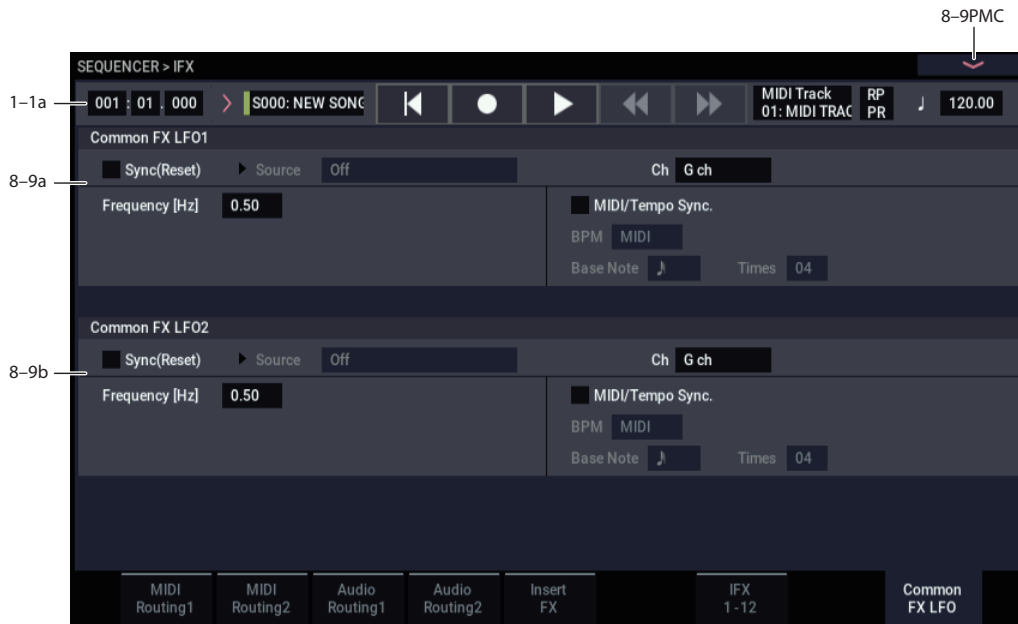 8–9PMC
SEQUENCER > IFX
1–1a
001 : 01 . 000
S000: NEW SONG
MIDI Track
01: MIDI TRAC
RP
PR
♩ 120.00
Common FX LFO1
8–9a
Sync(Reset) Source Off Ch G ch
Frequency [Hz] 0.50
MIDI/Tempo Sync.
BPM MIDI
Base Note Times 04
Common FX LFO2
8–9b
Sync(Reset) Source Off Ch G ch
Frequency [Hz] 0.50
MIDI/Tempo Sync.
BPM MIDI
Base Note Times 04
MIDI
Routing1
MIDI
Routing2
Audio
Routing1
Audio
Routing2
Insert
FX
IFX
1 -12
Common
FX LFO